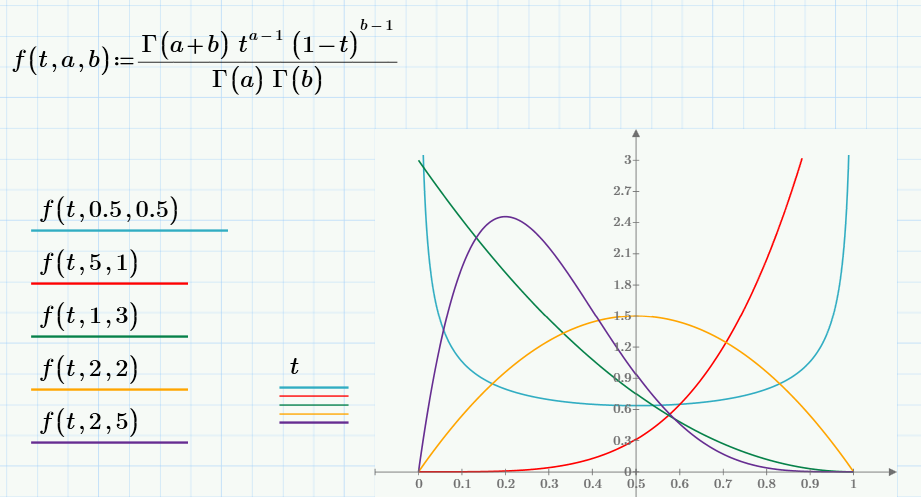 f(t,a,b):=Γ(a+b) t^(a−1) (1−t)^(b−1)
Γ(a) Γ(b)
f(t,0.5,0.5)
f(t,5,1)
f(t,1,3)
f(t,2,2)
f(t,2,5)
t
3
2.7
2.4
2.1
1.8
1.5
1.2
0.9
0.6
0.3
0
0 0.1 0.2 0.3 0.4 0.5 0.6 0.7 0.8 0.9 1